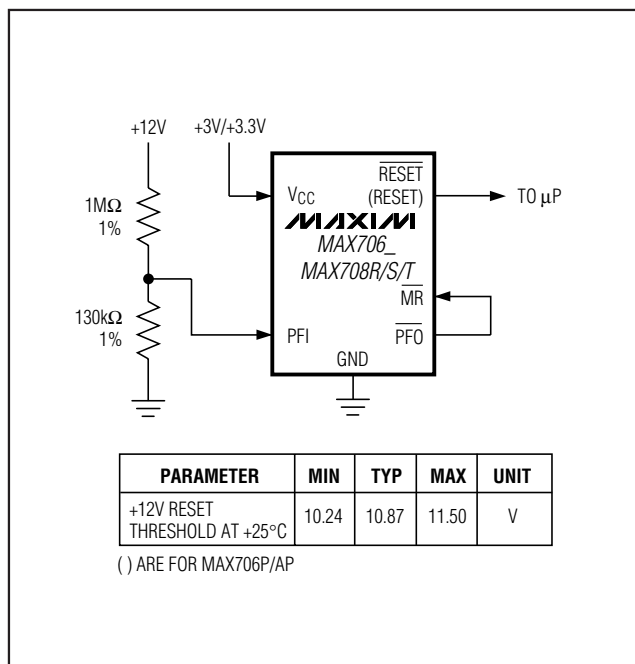 +12V
+3V/+3.3V
1MΩ
1%
130kΩ
1%
VCC
RESET
(RESET)
TO μP
MAXIM
MAX706_
MAX708R/S/T
MR
PFI
PFO
GND
PARAMETER MIN TYP MAX UNIT
+12V RESET
THRESHOLD AT +25°C 10.24 10.87 11.50 V
( ) ARE FOR MAX706P/AP